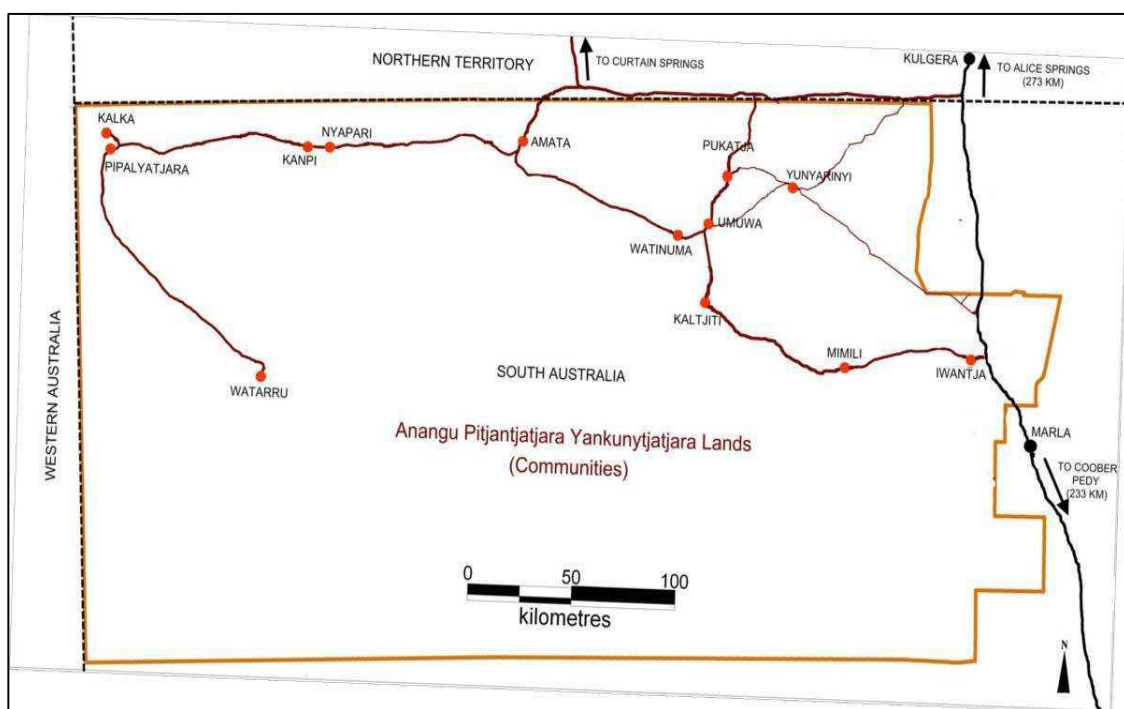 NORTHERN TERRITORY
TO CURTAIN SPRINGS
KULGERA
TO ALICE SPRINGS
(273 KM)
KALKA
PIPALYATJARA
KANPI
NYAPARI
AMATA
PUKATJA
YUNYARINYI
UMUWA
WATINUMA
KALTJITI
MIMILI
IWANTJA
WATARRU
WESTERN AUSTRALIA
SOUTH AUSTRALIA
Anangu Pitjantjatjara Yankunytjatjara Lands
(Communities)
MARLA
TO COOBER
PEDY
(233 KM)
0 50 100
kilometres
N